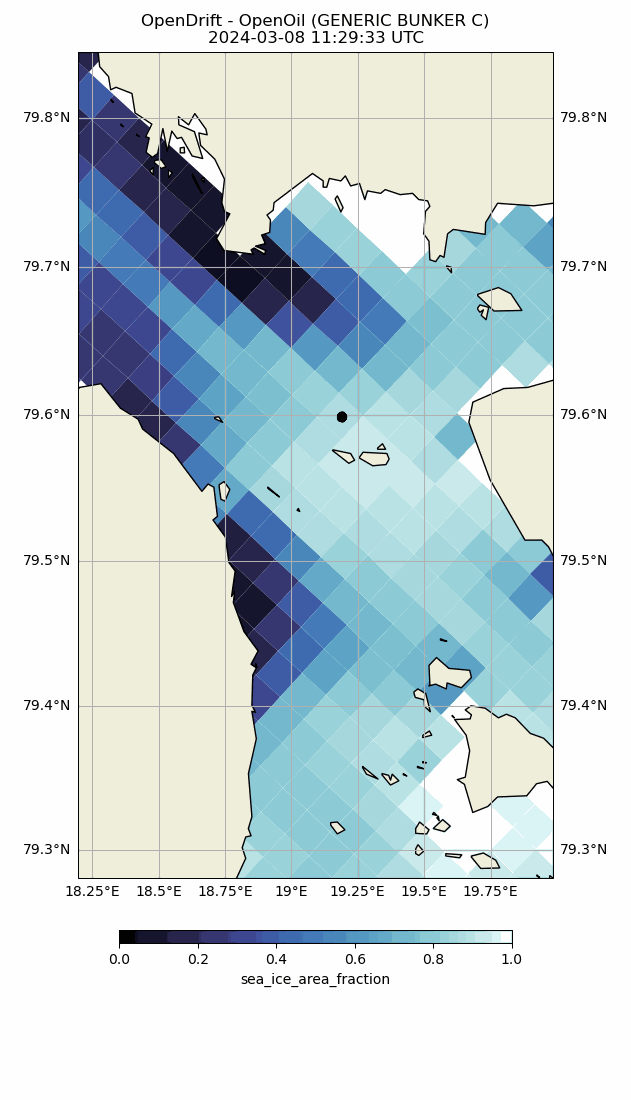 OpenDrift - OpenOil (GENERIC BUNKER C)
2024-03-08 11:29:33 UTC
79.8°N 79.8°N
79.7°N 79.7°N
79.6°N 79.6°N
79.5°N 79.5°N
79.4°N 79.4°N
79.3°N 79.3°N
18.25°E 18.5°E 18.75°E 19°E 19.25°E 19.5°E 19.75°E
0.0 0.2 0.4 0.6 0.8 1.0
sea_ice_area_fraction